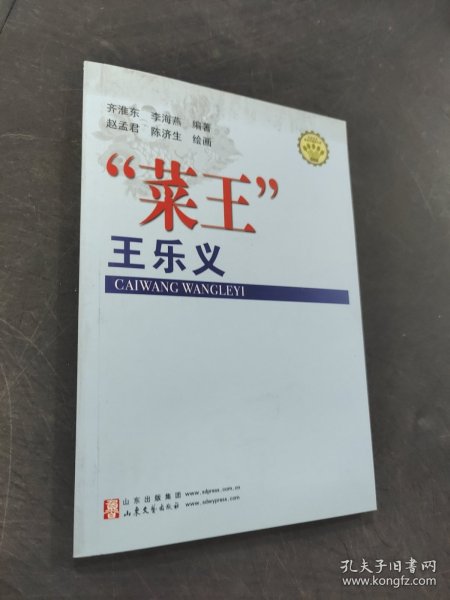 齐淮东 李海燕 编著
赵孟君 陈济生 绘画
“菜王”
王乐义
CAIWANG WANGLEYI
山东出版集团 www.sdpress.com.cn
山东文艺出版社 www.sdwypress.com
孔夫子旧书网
www.kongfz.com